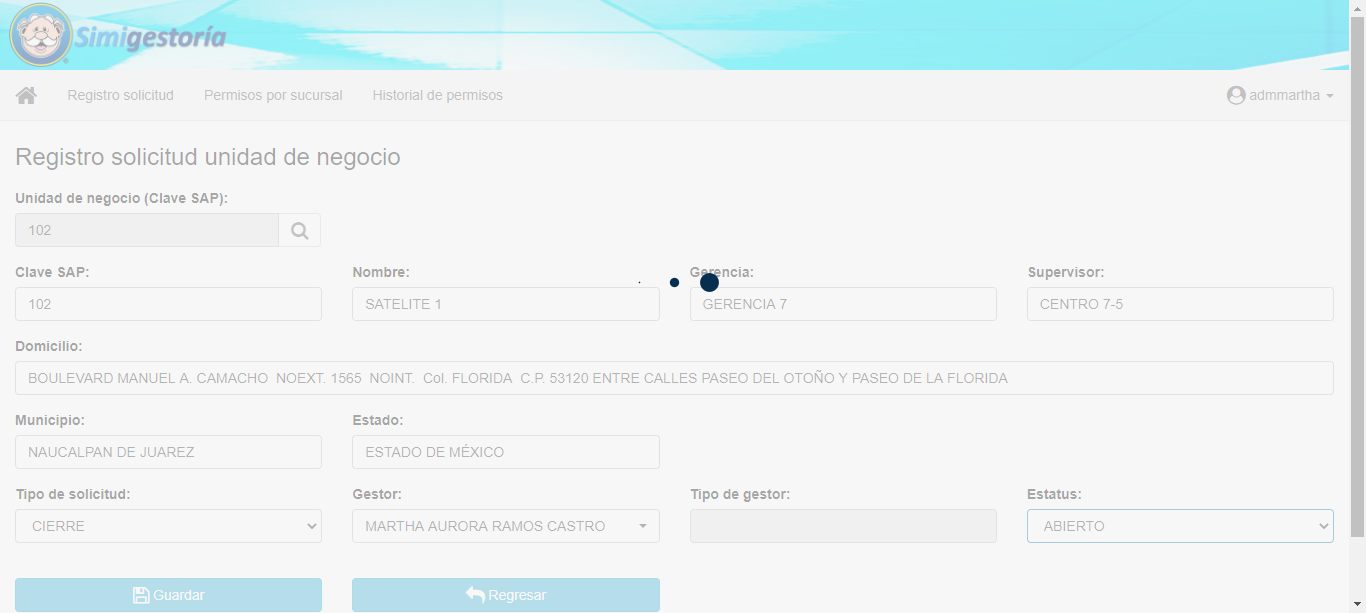 Simigestoría
Registro solicitud Permisos por sucursal Historial de permisos admmartha
Registro solicitud unidad de negocio
Unidad de negocio (Clave SAP):
102
Clave SAP: Nombre: Gerencia: Supervisor:
102 SATELITE 1 GERENCIA 7 CENTRO 7-5
Domicilio:
BOULEVARD MANUEL A. CAMACHO NOEXT. 1565 NOINT. Col. FLORIDA C.P. 53120 ENTRE CALLES PASEO DEL OTOÑO Y PASEO DE LA FLORIDA
Municipio: Estado:
NAUCALPAN DE JUAREZ ESTADO DE MÉXICO
Tipo de solicitud: Gestor: Tipo de gestor: Estatus:
CIERRE MARTHA AURORA RAMOS CASTRO ABIERTO
Guardar Regresar